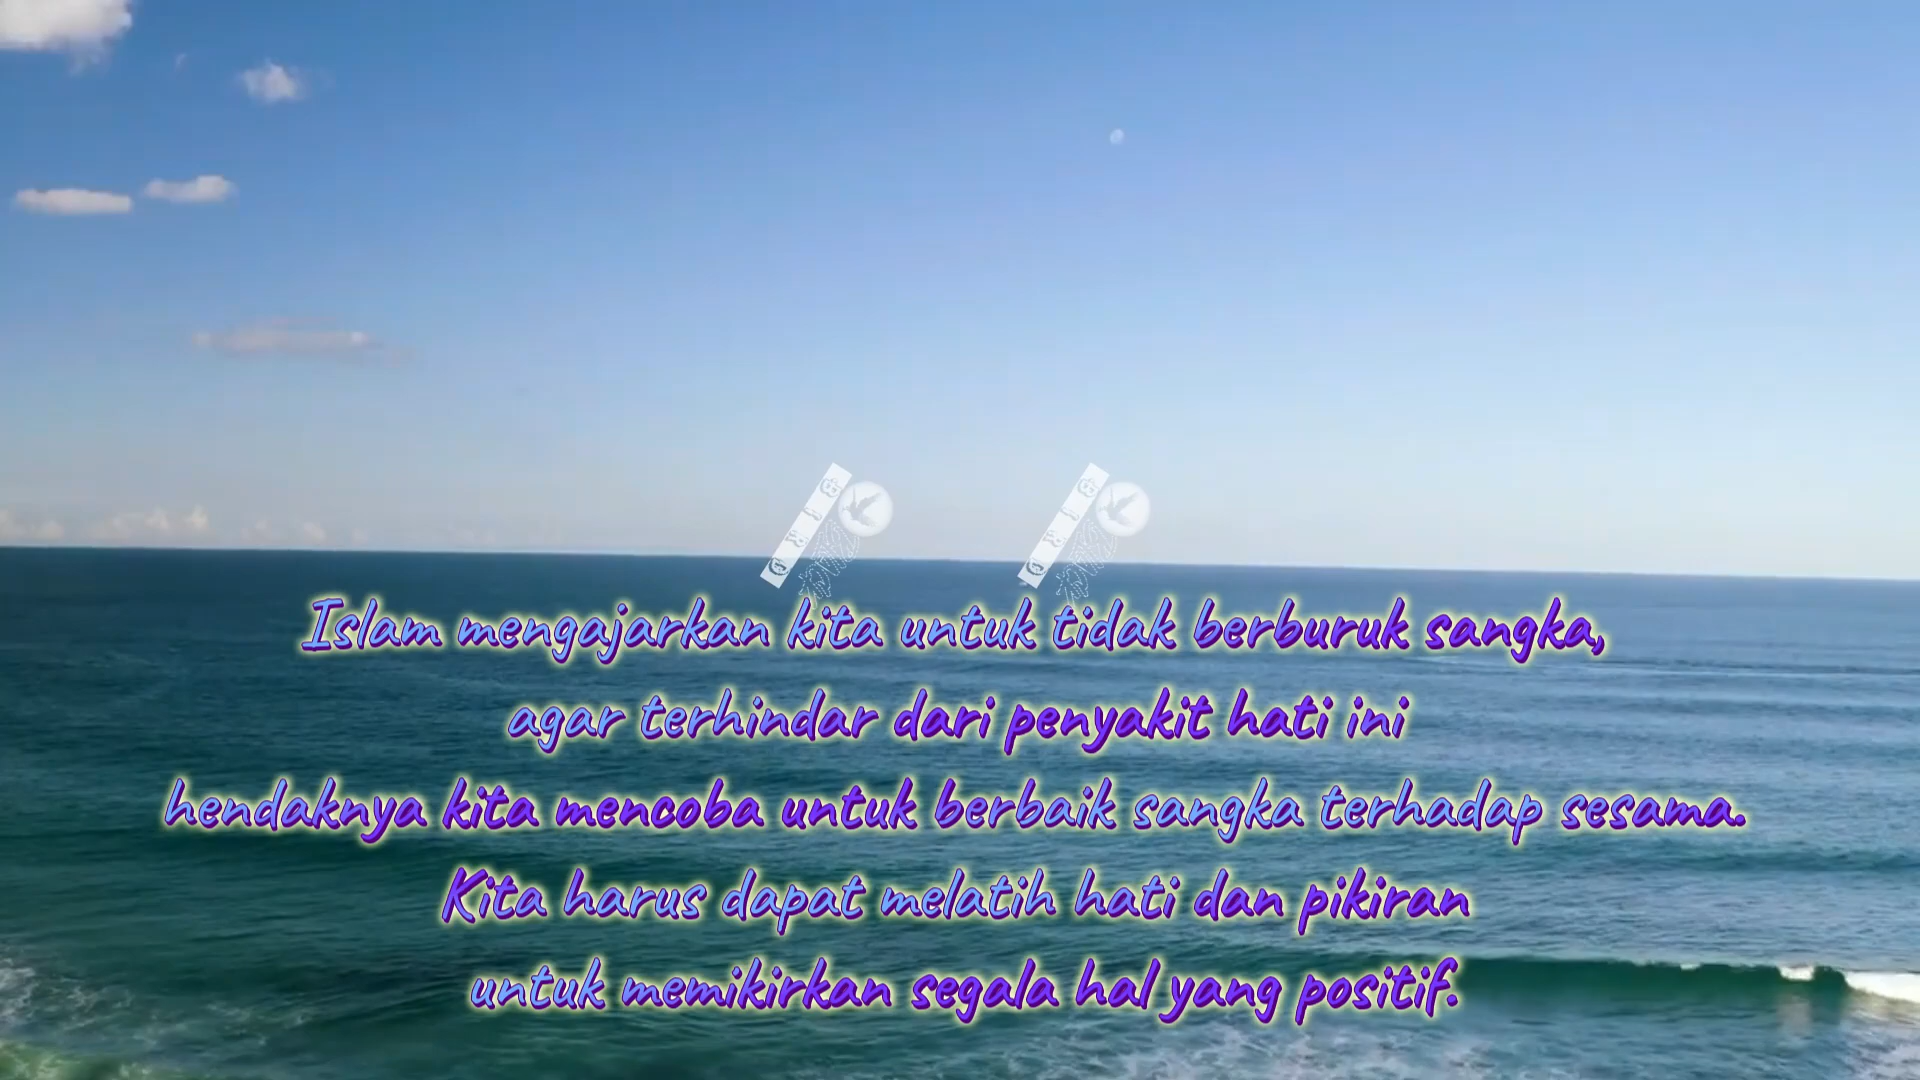 Islam mengajarkan kita untuk tidak berburuk sangka,
agar terhindar dari penyakit hati ini
hendaknya kita mencoba untuk berbaik sangka terhadap sesama.
Kita harus dapat melatih hati dan pikiran
untuk memikirkan segala hal yang positif.